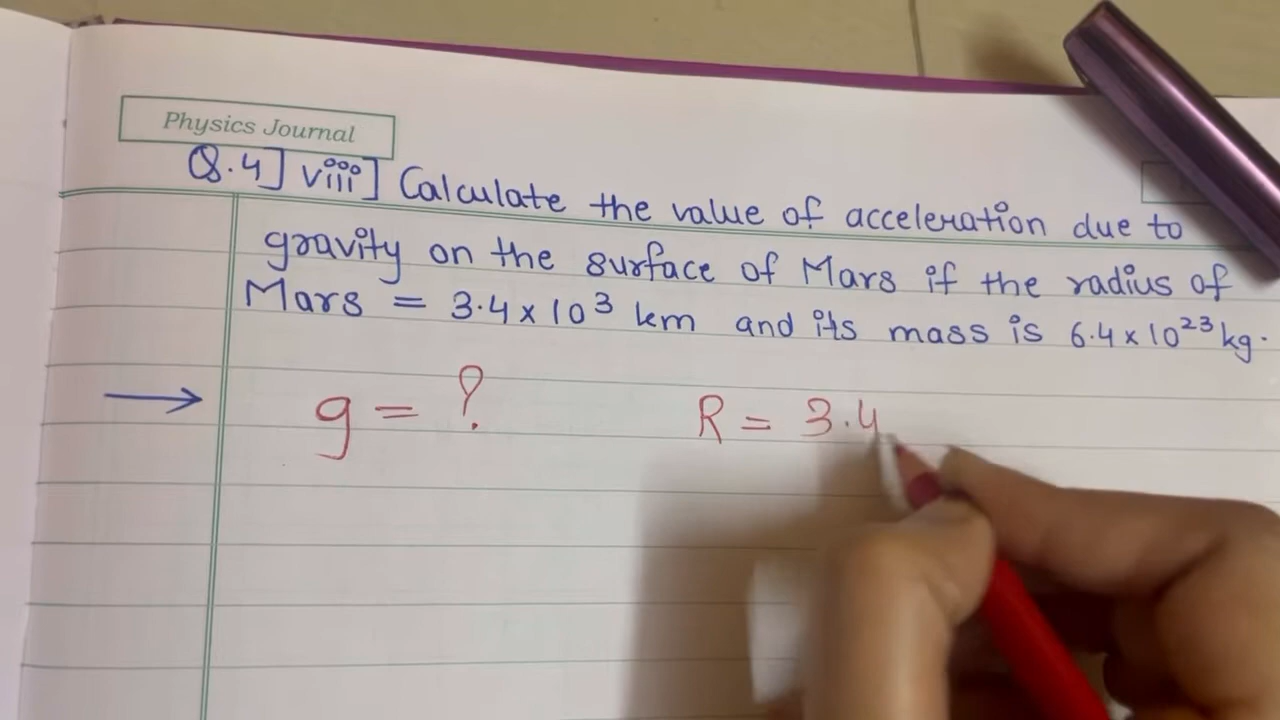 Physics Journal
Q.4] viii] Calculate the value of acceleration due to
gravity on the surface of Mars if the radius of
Mars = 3.4 x 10³ km and its mass is 6.4 x 10²³ kg.
→ g = ? R = 3.4